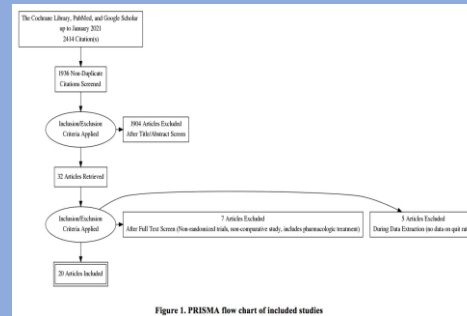 The Cochrane Library, PubMed, and Google Scholar
up to January 2021
2414 Citation(s)
1936 Non-Duplicate
Citations Screened
Inclusion/Exclusion
Criteria Applied
1904 Articles Excluded
After Title/Abstract Screen
32 Articles Retrieved
Inclusion/Exclusion
Criteria Applied
7 Articles Excluded
After Full Text Screen (Non-randomized trials, non-comparative study, includes pharmacologic treatment)
5 Articles Excluded
During Data Extraction (no data on quit rat
20 Articles Included
Figure 1. PRISMA flow chart of included studies